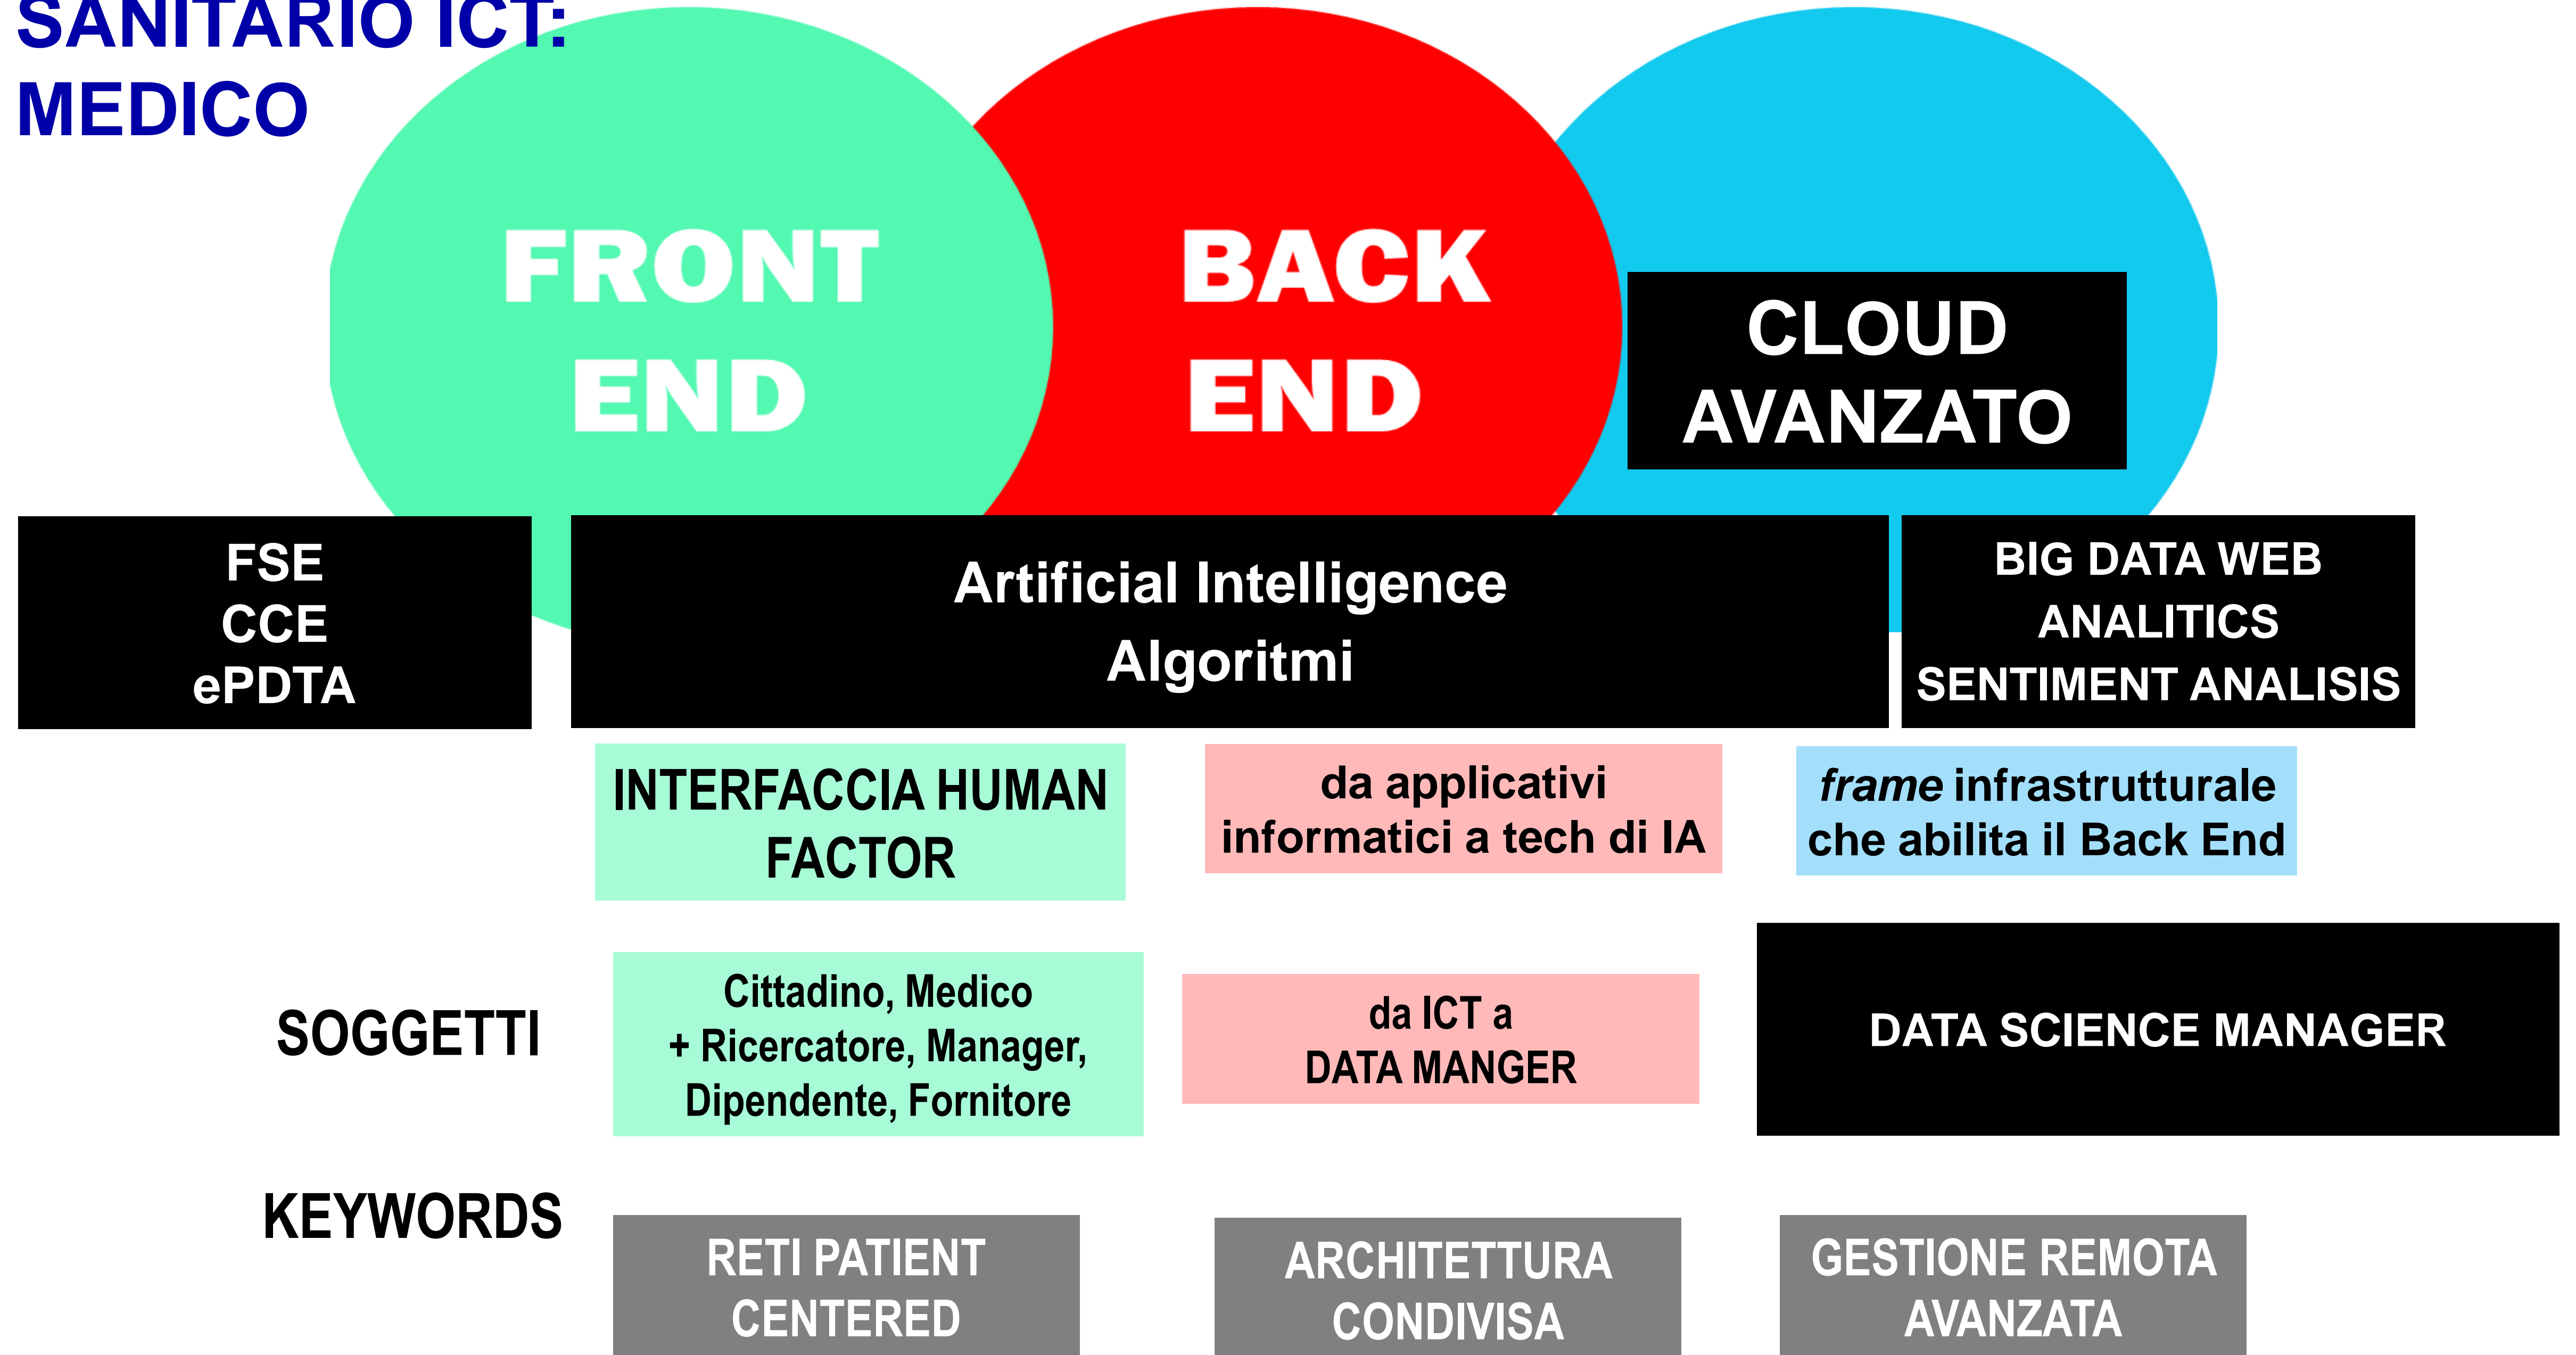 SANITARIO ICT:
MEDICO
FRONT
END
BACK
END
CLOUD
AVANZATO
FSE
CCE
ePDTA
Artificial Intelligence
Algoritmi
BIG DATA WEB
ANALITICS
SENTIMENT ANALISIS
INTERFACCIA HUMAN
FACTOR
da applicativi
informatici a tech di IA
frame infrastrutturale
che abilita il Back End
SOGGETTI
Cittadino, Medico
+ Ricercatore, Manager,
Dipendente, Fornitore
da ICT a
DATA MANGER
DATA SCIENCE MANAGER
KEYWORDS
RETI PATIENT
CENTERED
ARCHITETTURA
CONDIVISA
GESTIONE REMOTA
AVANZATA